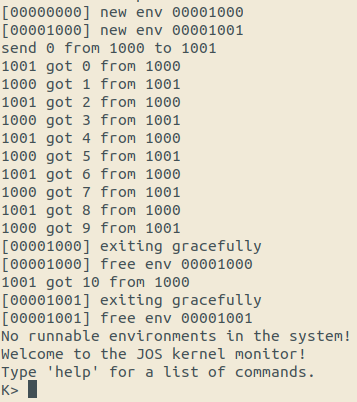 [00000000] new env 00001000
[00001000] new env 00001001
send 0 from 1000 to 1001
1001 got 0 from 1000
1000 got 1 from 1001
1001 got 2 from 1000
1000 got 3 from 1001
1001 got 4 from 1000
1000 got 5 from 1001
1001 got 6 from 1000
1000 got 7 from 1001
1001 got 8 from 1000
1000 got 9 from 1001
[00001000] exiting gracefully
[00001000] free env 00001000
1001 got 10 from 1000
[00001001] exiting gracefully
[00001001] free env 00001001
No runnable environments in the system!
Welcome to the JOS kernel monitor!
Type 'help' for a list of commands.
K>